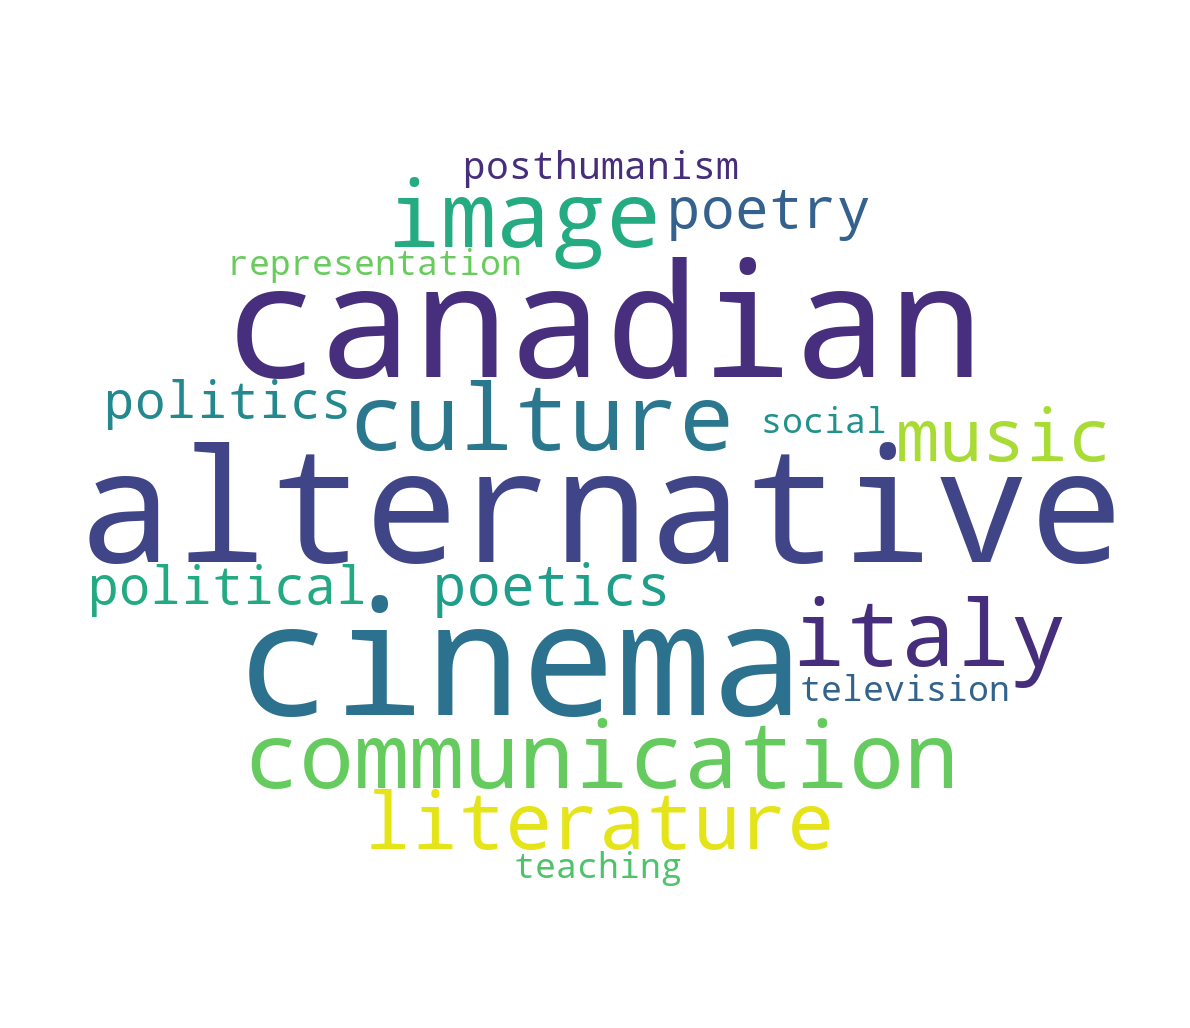 posthumanism
image poetry
representation
canadian
politics culture social music
alternative
political poetics
cinema italy
television
communication
literature
teaching